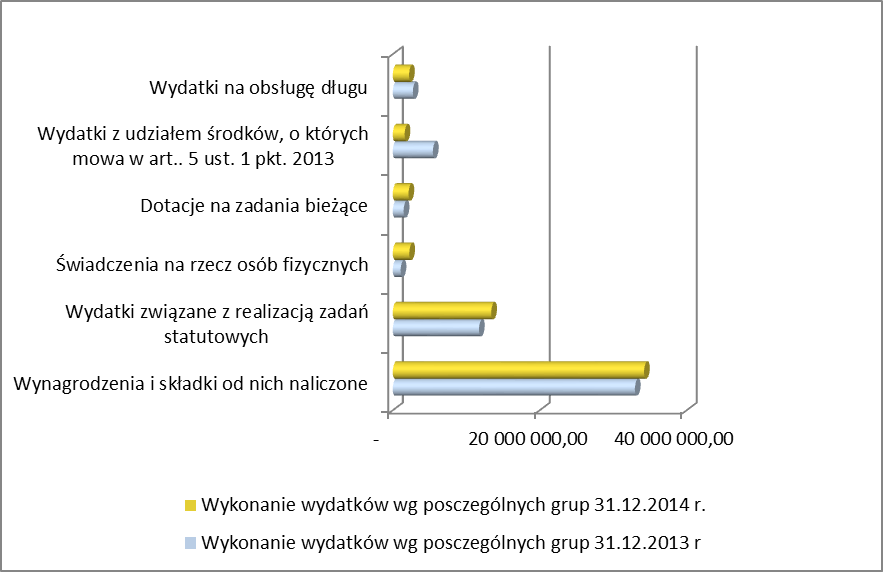 Wydatki na obsługę długu
Wydatki z udziałem środków, o których
mowa w art.. 5 ust. 1 pkt. 2013
Dotacje na zadania bieżące
Świadczenia na rzecz osób fizycznych
Wydatki związane z realizacją zadań
statutowych
Wynagrodzenia i składki od nich naliczone
- 20 000 000,00 40 000 000,00
Wykonanie wydatków wg posczególnych grup 31.12.2014 r.
Wykonanie wydatków wg posczególnych grup 31.12.2013 r